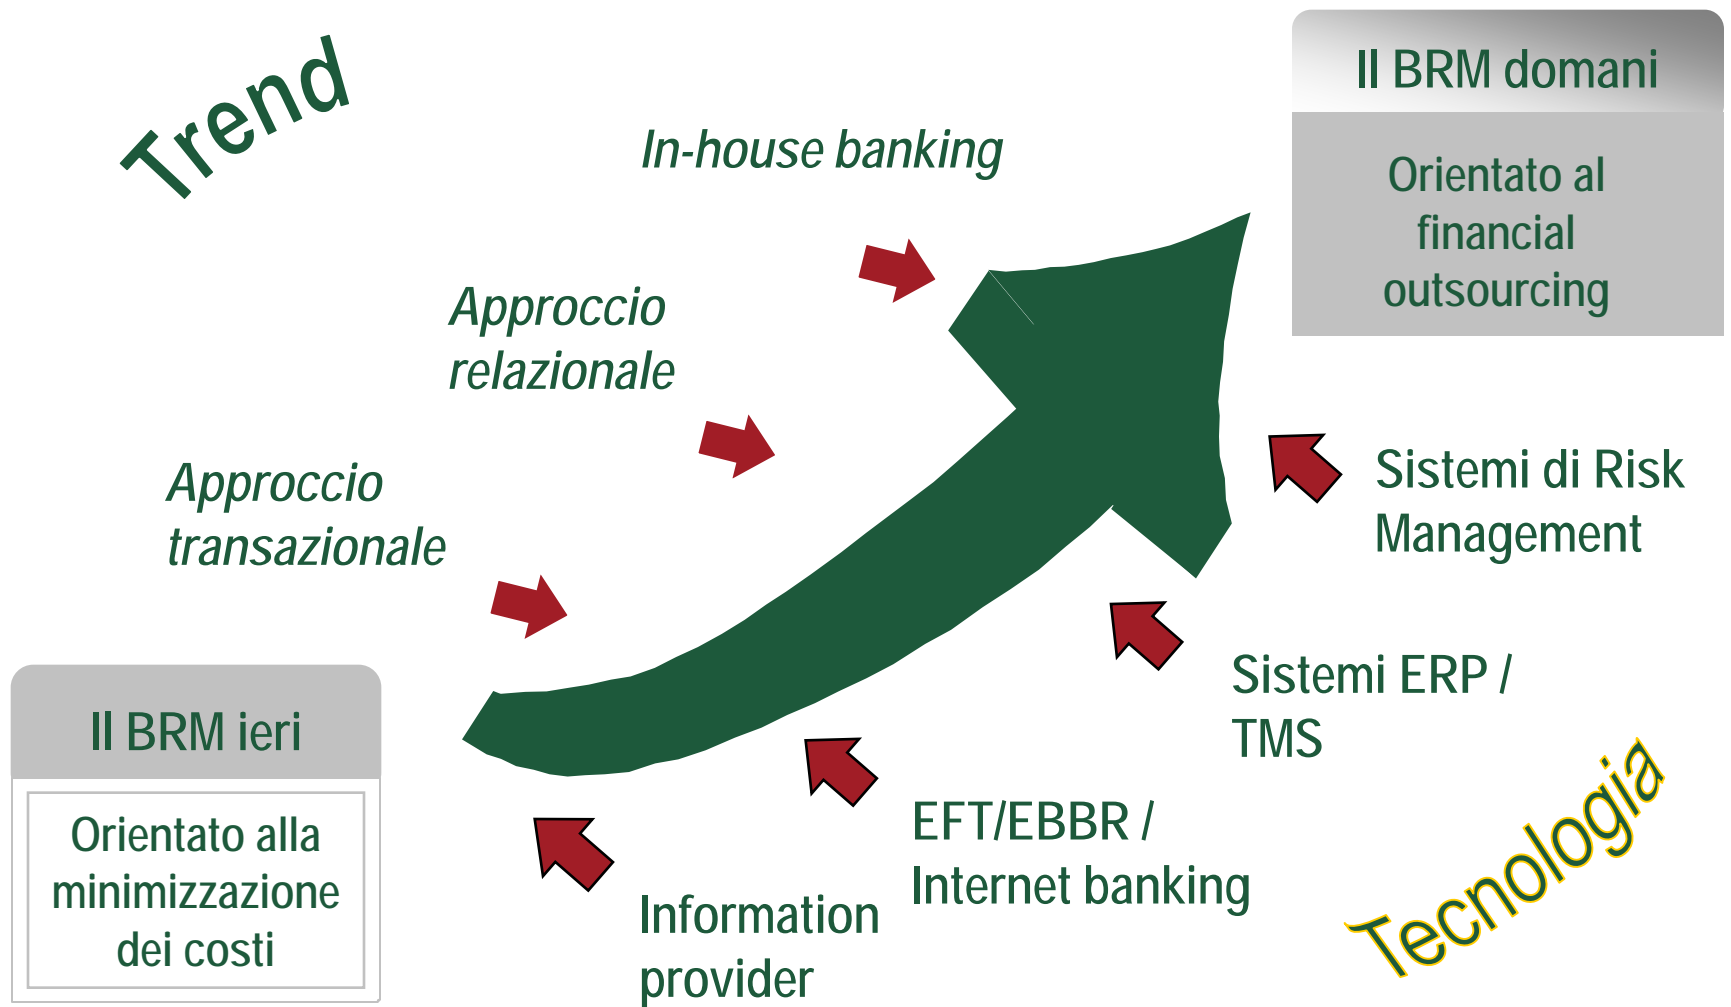 Trend
Il BRM domani
Orientato al
financial
outsourcing
In-house banking
Approccio
relazionale
Approccio
transazionale
Sistemi di Risk
Management
Sistemi ERP /
TMS
EFT/EBBR /
Internet banking
Information
provider
Il BRM ieri
Orientato alla
minimizzazione
dei costi
Tecnologia